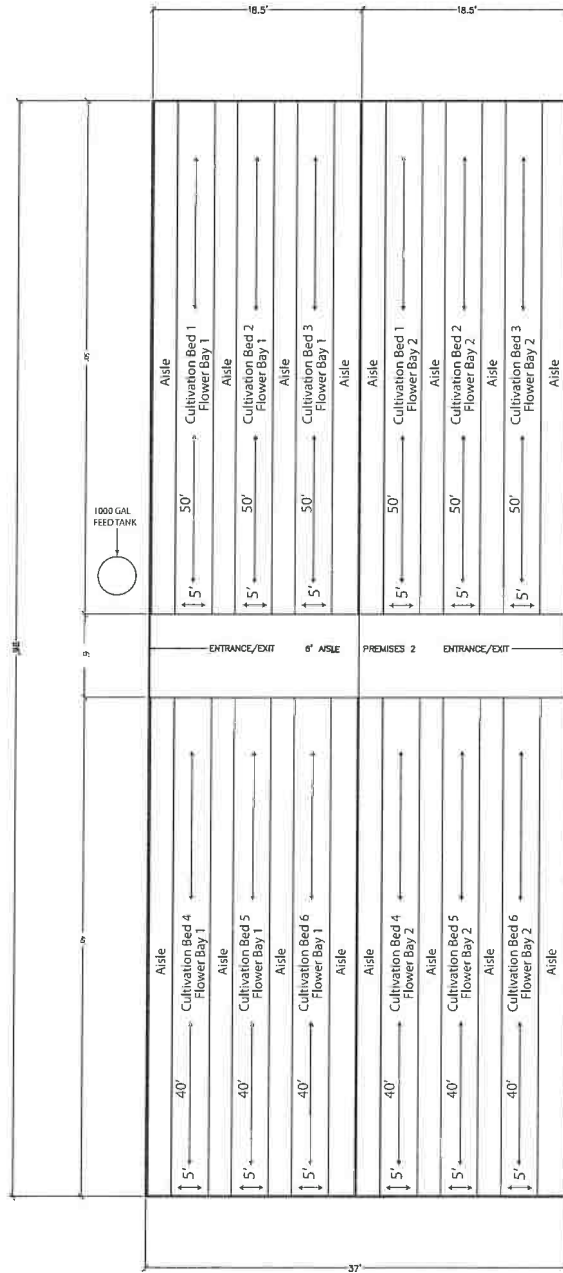 18.5'
18.5'
1000 GAL
FEED TANK
Aisle
Cultivation Bed 1
Flower Bay 1
50'
5'
Aisle
Cultivation Bed 2
Flower Bay 1
50'
5'
Aisle
Cultivation Bed 3
Flower Bay 1
50'
5'
Aisle
Cultivation Bed 1
Flower Bay 2
50'
5'
Aisle
Cultivation Bed 2
Flower Bay 2
50'
5'
Aisle
Cultivation Bed 3
Flower Bay 2
50'
5'
Aisle
ENTRANCE/EXIT 6' AISLE PREMISES 2 ENTRANCE/EXIT
Aisle
Cultivation Bed 4
Flower Bay 1
40'
5'
Aisle
Cultivation Bed 5
Flower Bay 1
40'
5'
Aisle
Cultivation Bed 6
Flower Bay 1
40'
5'
Aisle
Cultivation Bed 4
Flower Bay 2
40'
5'
Aisle
Cultivation Bed 5
Flower Bay 2
40'
5'
Aisle
Cultivation Bed 6
Flower Bay 2
40'
5'
Aisle
37'